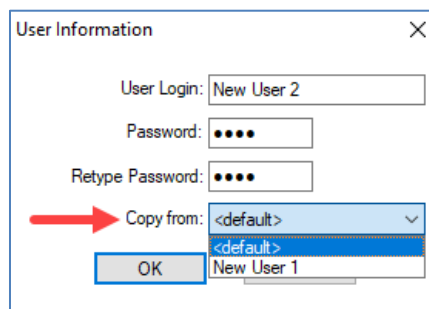 User Information
User Login: New User 2
Password: ●●●●
Retype Password: ●●●●
Copy from: <default>
<default>
New User 1
OK